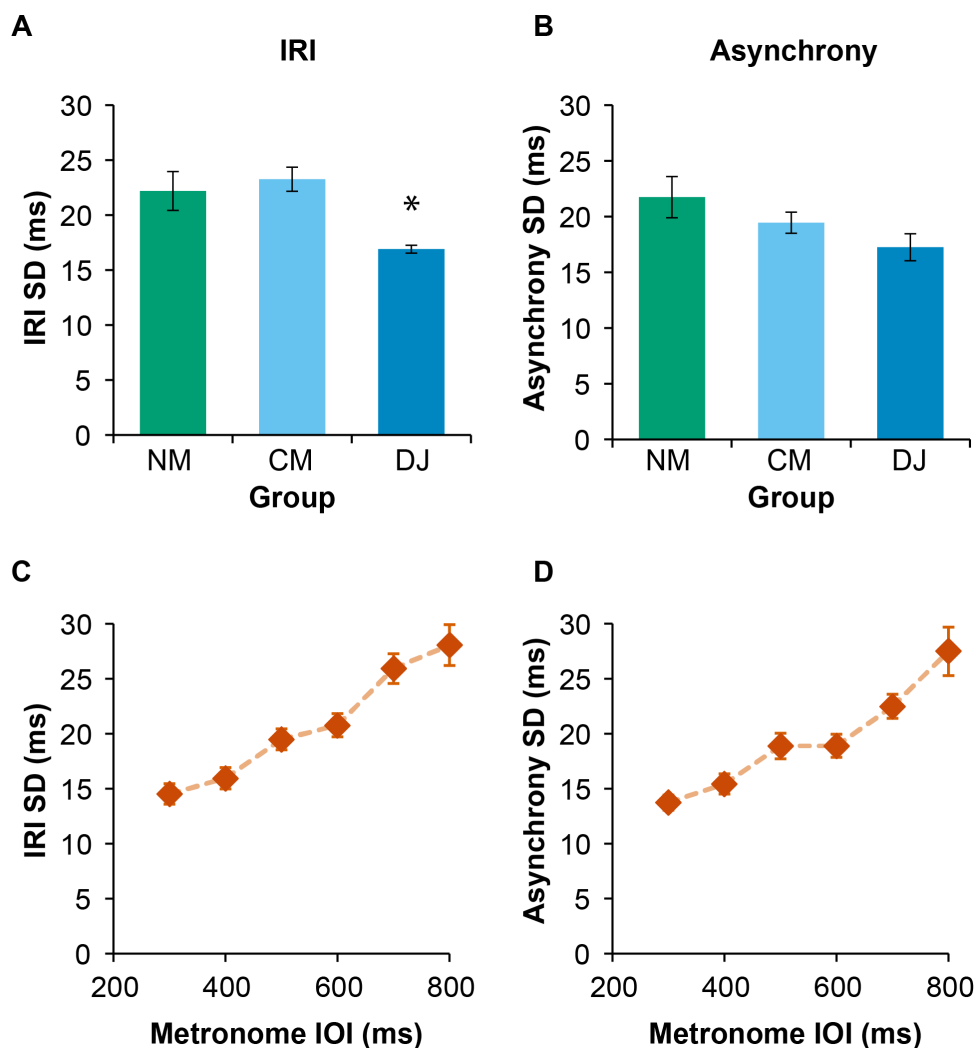 A
IRI
30
25
20
15
10
5
0
IRI SD (ms)
*
NM CM DJ
Group
B
Asynchrony
30
25
20
15
10
5
0
Asynchrony SD (ms)
NM CM DJ
Group
C
30
25
20
15
10
5
0
IRI SD (ms)
200 400 600 800
Metronome IOI (ms)
D
30
25
20
15
10
5
0
Asynchrony SD (ms)
200 400 600 800
Metronome IOI (ms)